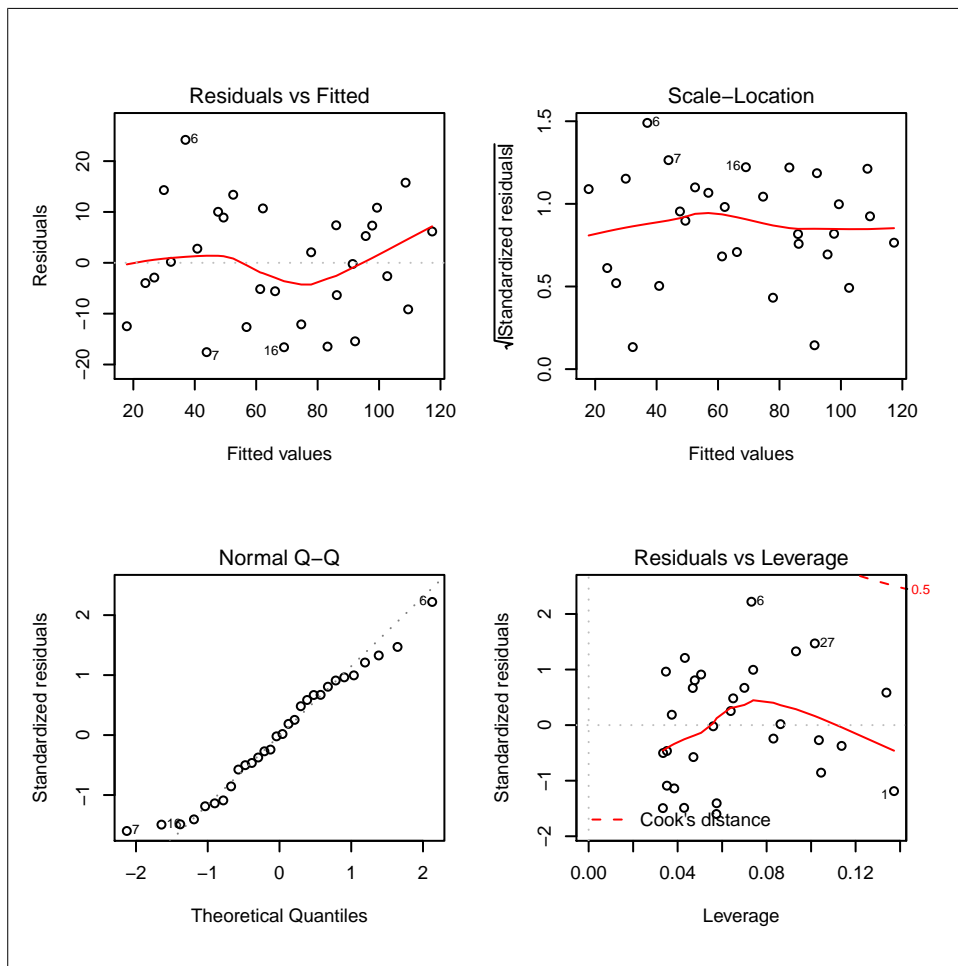 Residuals vs Fitted
Residuals
20
10
0
−10
−20
6
7
16
20 40 60 80 100 120
Fitted values
Scale−Location
√|Standardized residuals|
1.5
1.0
0.5
0.0
6
7
16
20 40 60 80 100 120
Fitted values
Normal Q−Q
Standardized residuals
2
1
0
−1
6
7
16
−2 −1 0 1 2
Theoretical Quantiles
Residuals vs Leverage
Standardized residuals
2
1
0
−1
−2
0.5
6
27
1
Cook's distance
0.00 0.04 0.08 0.12
Leverage